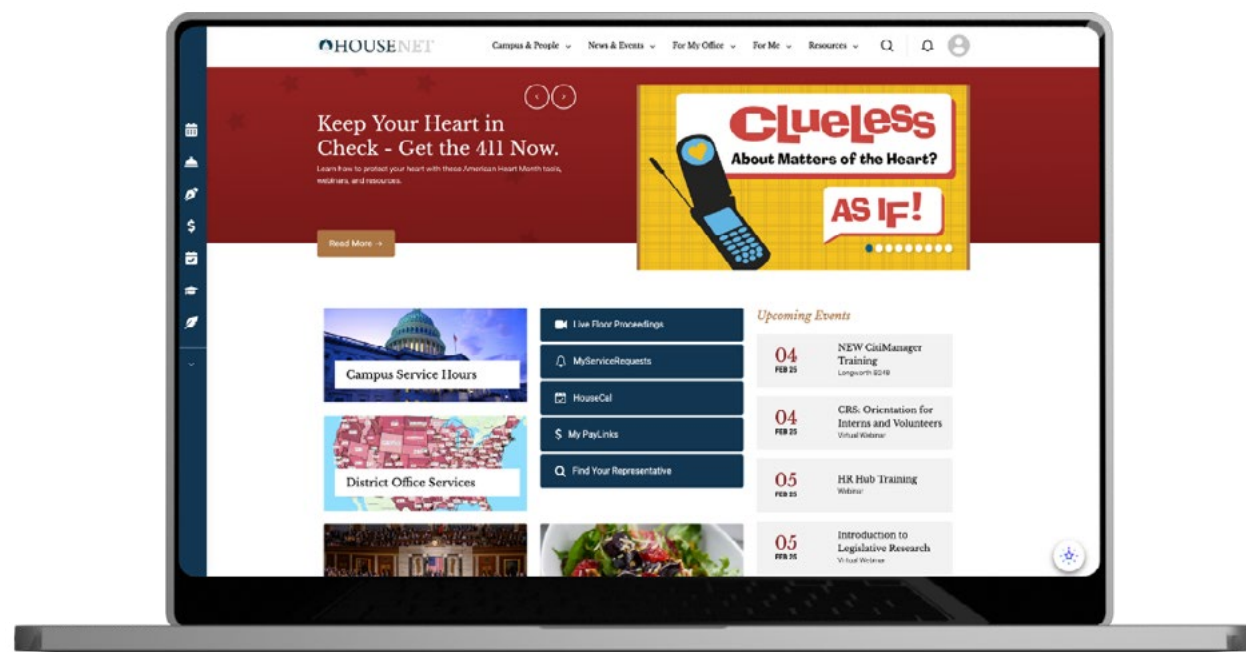 HOUSENET
Campus & People
News & Events
For My Office
For Me
Resources
Keep Your Heart in
Check - Get the 411 Now.
Learn how to protect your heart with these American Heart Month tools,
webinars, and resources.
Read More →
CLUELESS
About Matters of the Heart?
AS IF!
Campus Service Hours
District Office Services
Live Floor Proceedings
MyServiceRequests
HouseCal
My PayLinks
Find Your Representative
Upcoming Events
04
FEB 25
NEW CitiManager
Training
Longworth
04
FEB 25
CRS: Orientation for
Interns and Volunteers
Virtual Webinar
05
FEB 25
HR Hub Training
Webinar
05
FEB 25
Introduction to
Legislative Research
Virtual Webinar